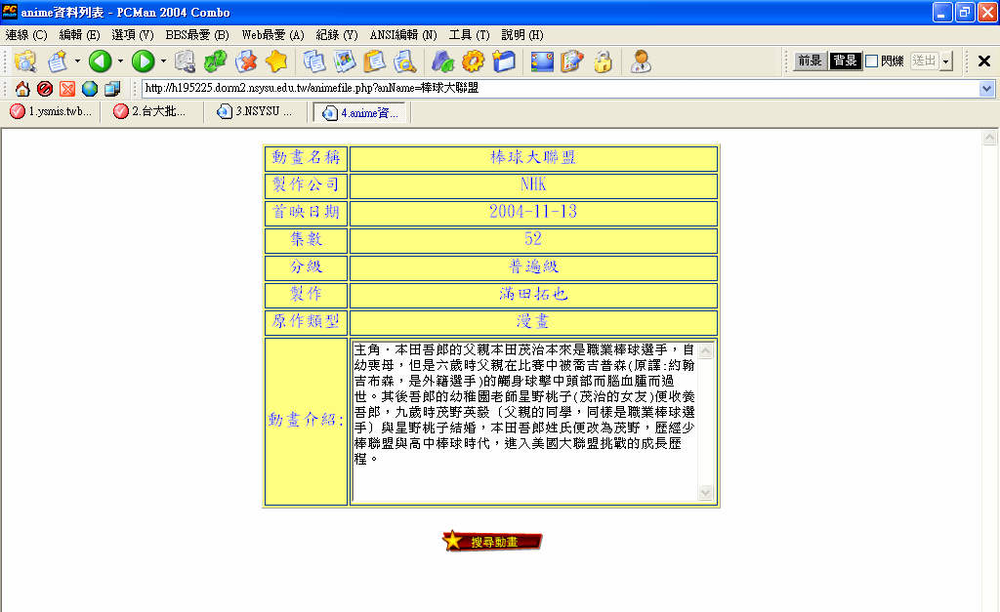 anime資料列表 - PCMan 2004 Combo
連線 (C) 編輯 (E) 選項 (V) BBS最愛 (B) Web最愛 (A) 紀錄 (Y) ANSI編輯 (N) 工具 (T) 說明 (H)
前景 背景 閃爍 送出
http://h195225.dorm2.nsysu.edu.tw/animefile.php?anName=棒球大聯盟
1.ysmis.twb... 2.台大批... 3.NSYSU ... 4.anime資...
動畫名稱 棒球大聯盟
製作公司 NHK
首映日期 2004-11-13
集數 52
分級 普遍級
製作 滿田拓也
原作類型 漫畫
動畫介紹:
主角．本田吾郎的父親本田茂治本來是職業棒球選手，自
幼喪母，但是六歲時父親在比賽中被喬吉普森(原譯:約翰
吉布森，是外籍選手)的觸身球擊中頭部而腦血腫而過
世。其後吾郎的幼稚園老師星野桃子(茂治的女友)便收養
吾郎，九歲時茂野英毅〔父親的同學，同樣是職業棒球選
手〕與星野桃子結婚，本田吾郎姓氏便改為茂野，歷經少
棒聯盟與高中棒球時代，進入美國大聯盟挑戰的成長歷
程。
搜尋動畫